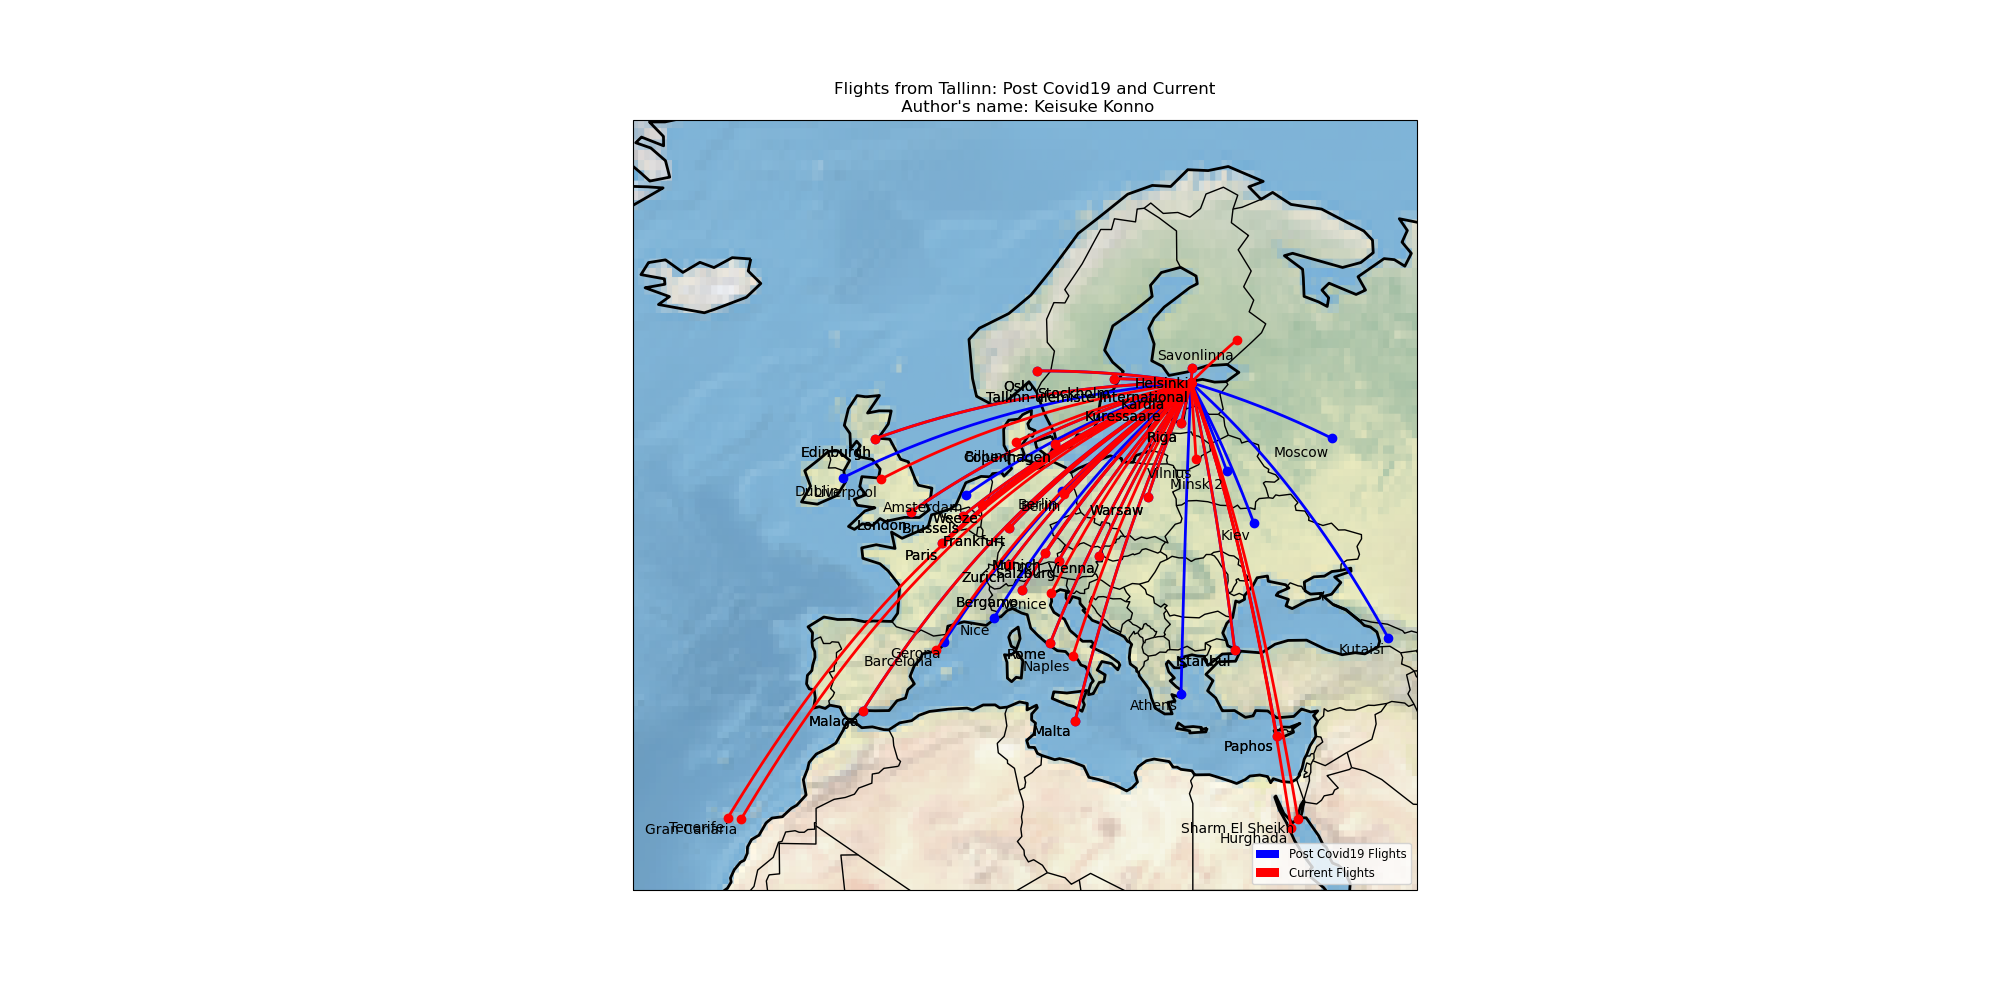 Flights from Tallinn: Post Covid19 and Current
Author's name: Keisuke Konno
Savonlinna
Oslo
Helsinki
Stockholm
Tallinn-Ulemiste International
Kardla
Kuressaare
Riga
Edinburgh
Moscow
Billund
Copenhagen
Vilnius
Minsk 2
Dublin
Liverpool
Amsterdam
Berlin
Berlin
Warsaw
Weeze
London
Brussels
Kiev
Frankfurt
Paris
Munich
Salzburg
Vienna
Zurich
Bergamo
Venice
Nice
Kutaisi
Gerona
Barcelona
Rome
Naples
Istanbul
Athens
Malaga
Malta
Paphos
Tenerife
Gran Canaria
Sharm El Sheikh
Hurghada
Post Covid19 Flights
Current Flights